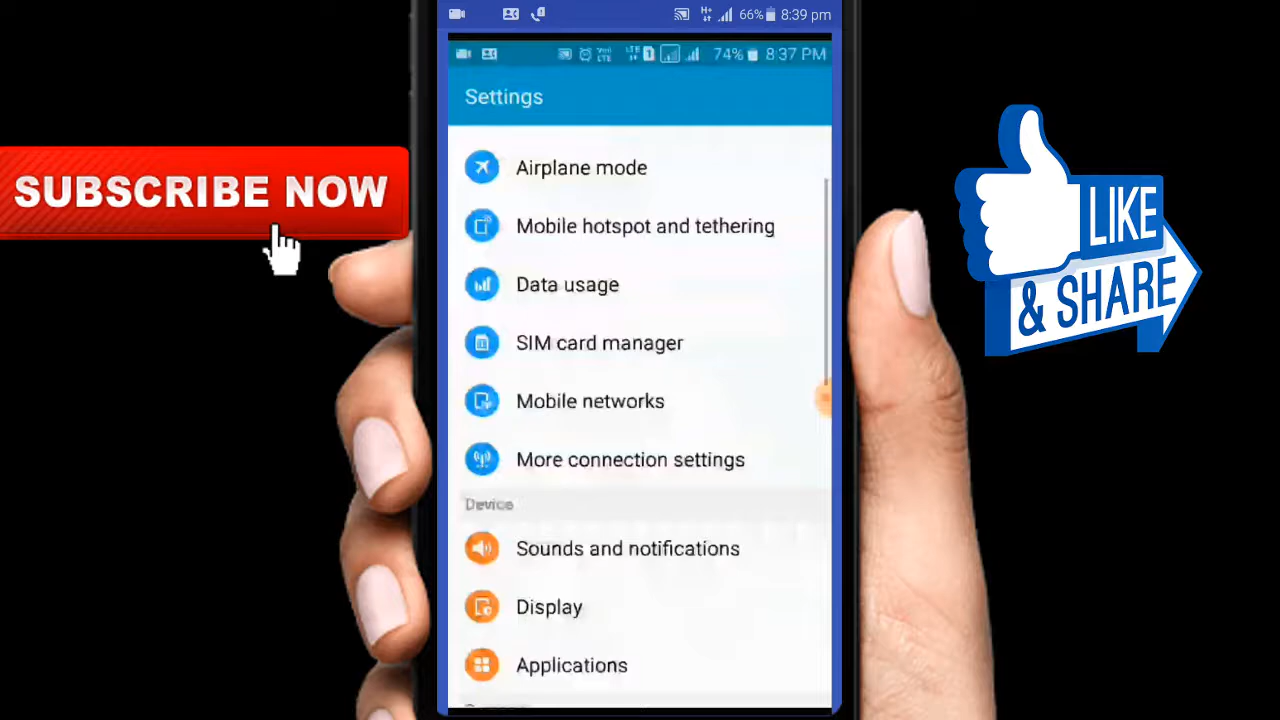 66% 8:39 pm
74% 8:37 PM
Settings
Airplane mode
Mobile hotspot and tethering
Data usage
SIM card manager
Mobile networks
More connection settings
Device
Sounds and notifications
Display
Applications
SUBSCRIBE NOW
LIKE
& SHARE